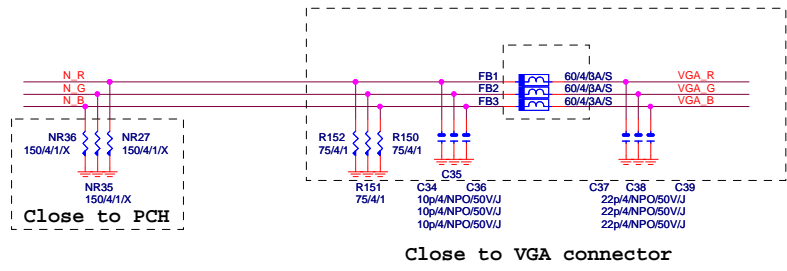 N_R FB1 60/4/3A/S VGA_R
N_G FB2 60/4/3A/S VGA_G
N_B FB3 60/4/3A/S VGA_B
NR36 NR27 R152 R150
150/4/1/X 150/4/1/X 75/4/1 75/4/1
C35
NR35 R151 C34 C36 C37 C38 C39
150/4/1/X 75/4/1 10p/4/NPO/50V/J 22p/4/NPO/50V/J
10p/4/NPO/50V/J 22p/4/NPO/50V/J
10p/4/NPO/50V/J 22p/4/NPO/50V/J
Close to PCH
Close to VGA connector